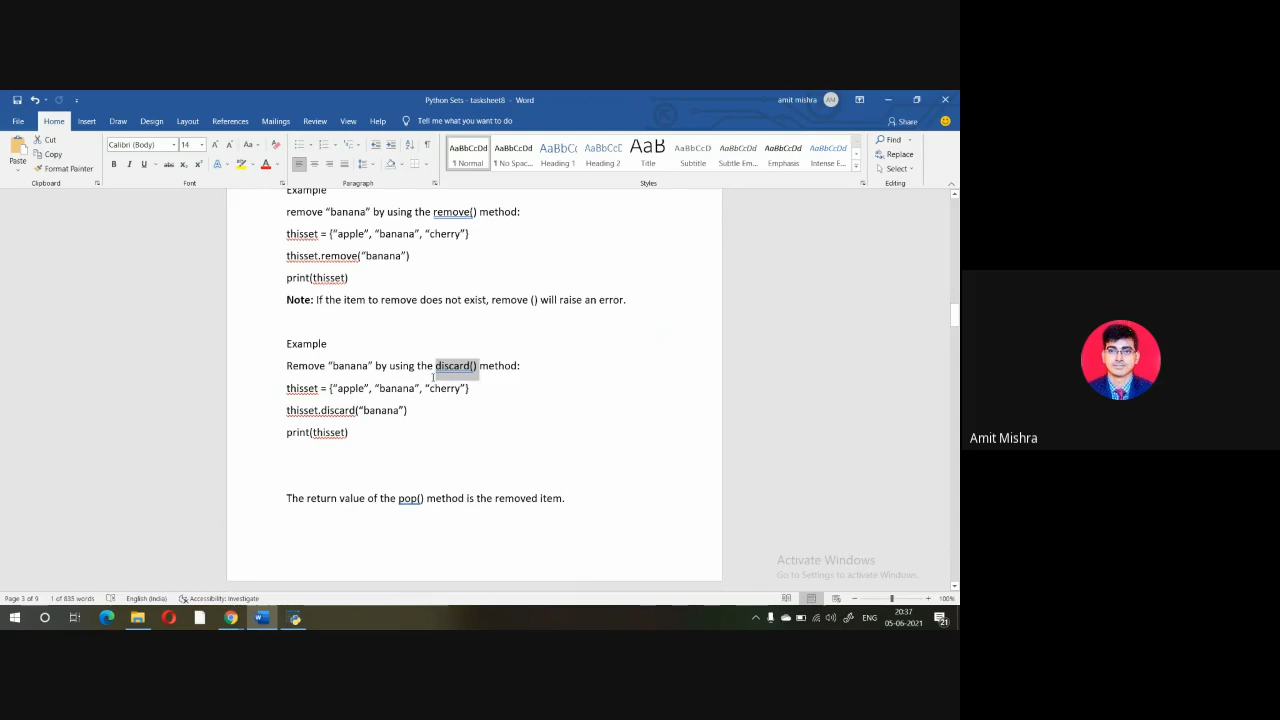 Python Sets - tasksheet8 - Word
amit mishra
AM
File Home Insert Draw Design Layout References Mailings Review View Help Tell me what you want to do
Share
Paste
Cut
Copy
Format Painter
Clipboard
Calibri (Body) 14
Font
Paragraph
AaBbCcDd AaBbCcDd AaBbCc AaBbCcC AaB AaBbCcD AaBbCcDd AaBbCcDd AaBbCcDd
¶ Normal ¶ No Spac... Heading 1 Heading 2 Title Subtitle Subtle Em... Emphasis Intense E...
Styles
Find
Replace
Select
Editing
Example
remove “banana” by using the remove() method:
thisset = {“apple”, “banana”, “cherry”}
thisset.remove(“banana”)
print(thisset)
Note: If the item to remove does not exist, remove () will raise an error.
Example
Remove “banana” by using the discard() method:
thisset = {“apple”, “banana”, “cherry”}
thisset.discard(“banana”)
print(thisset)
The return value of the pop() method is the removed item.
Activate Windows
Go to Settings to activate Windows.
Page 3 of 9 1 of 835 words English (India) Accessibility: Investigate 100%
ENG
20:37
05-06-2021
21
Amit Mishra